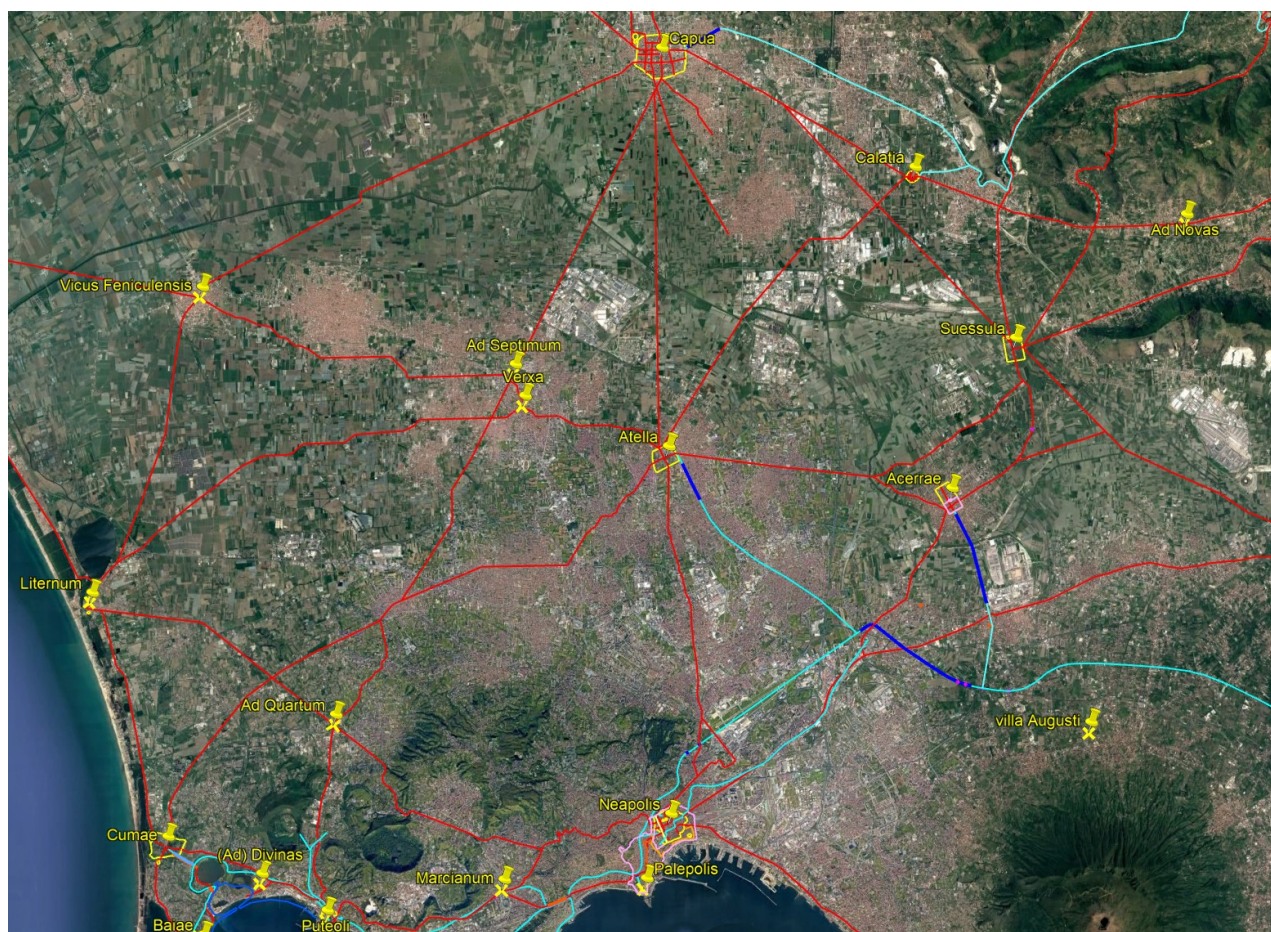 Capua
Calatia
Ad Novas
Vicus Feniculensis
Suessula
Ad Septimum
Verxa
Atella
Acerrae
Liternum
Ad Quartum
villa Augusti
Neapolis
Cumae
(Ad) Divinas
Marcianum
Palepolis
Baiae
Puteoli